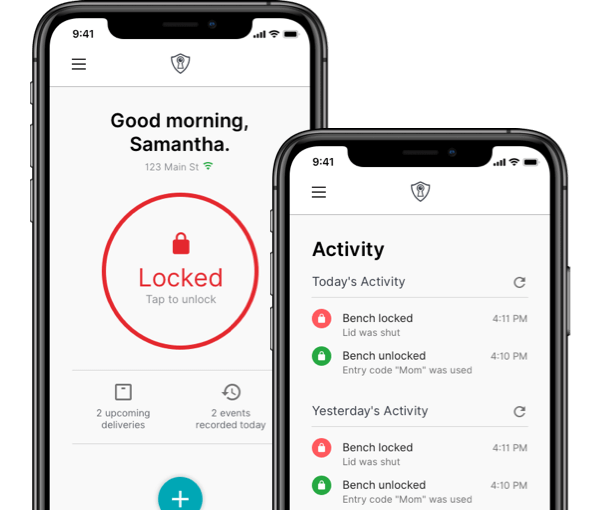 9:41
Good morning,
Samantha.
123 Main St
Locked
Tap to unlock
2 upcoming
deliveries
2 events
recorded today
9:41
Activity
Today's Activity
Bench locked 4:11 PM
Lid was shut
Bench unlocked 4:10 PM
Entry code "Mom" was used
Yesterday's Activity
Bench locked 4:11 PM
Lid was shut
Bench unlocked 4:10 PM
Entry code "Mom" was used